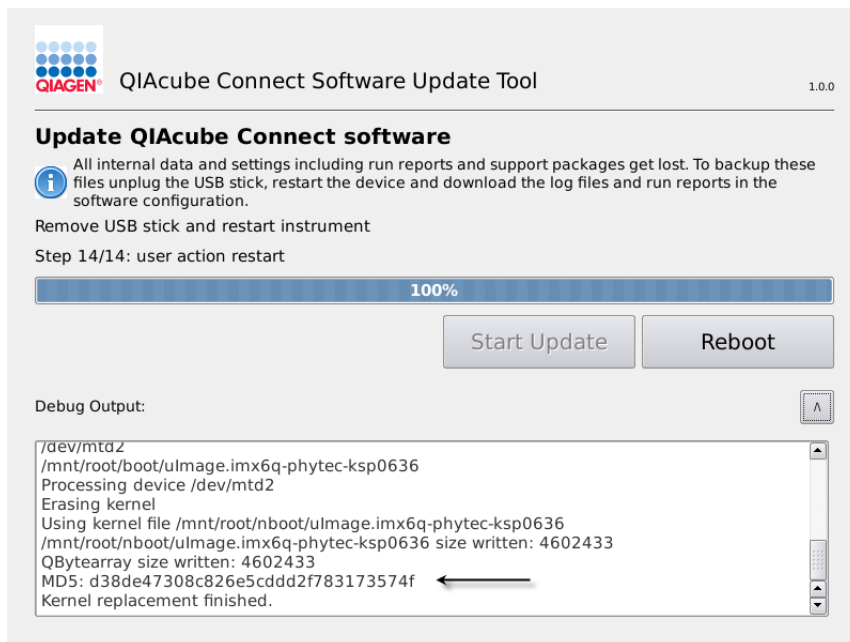 QIAGEN®
QIAcube Connect Software Update Tool
1.0.0
Update QIAcube Connect software
All internal data and settings including run reports and support packages get lost. To backup these
files unplug the USB stick, restart the device and download the log files and run reports in the
software configuration.
Remove USB stick and restart instrument
Step 14/14: user action restart
100%
Start Update
Reboot
Debug Output:
/dev/mtd2
/mnt/root/boot/uImage.imx6q-phytec-ksp0636
Processing device /dev/mtd2
Erasing kernel
Using kernel file /mnt/root/nboot/uImage.imx6q-phytec-ksp0636
/mnt/root/nboot/uImage.imx6q-phytec-ksp0636 size written: 4602433
QBytearray size written: 4602433
MD5: d38de47308c826e5cddd2f783173574f
Kernel replacement finished.